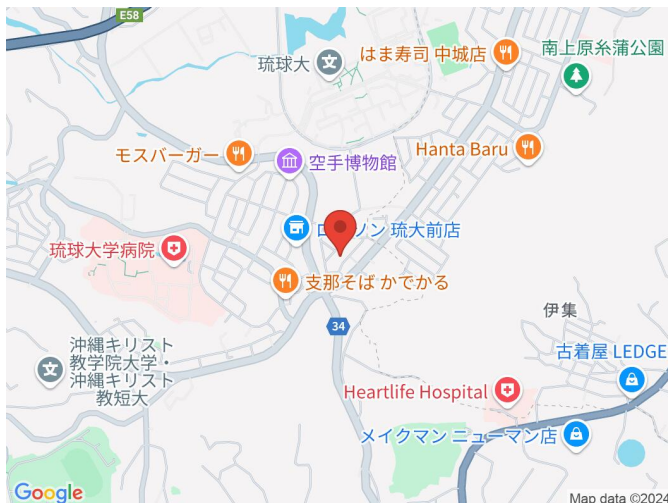 E58
はま寿司 中城店
南上原糸蒲公園
琉球大
モスバーガー
空手博物館
Hanta Baru
ローソン 琉大前店
琉球大学病院
支那そば かでかる
伊集
34
沖縄キリスト
教学院大学・
沖縄キリスト
教短大
古着屋 LEDGE
Heartlife Hospital
メイクマン ニューマン店
Google
Map data ©2024